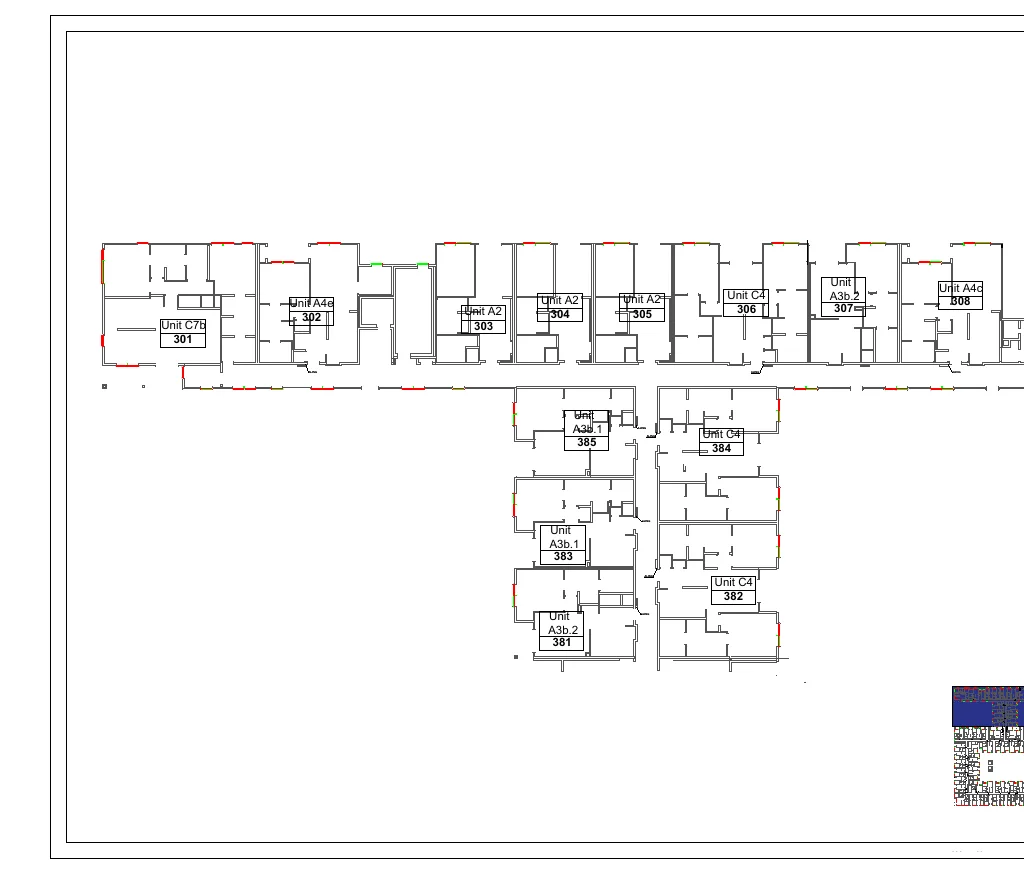 Unit C7b
301
Unit A4e
302
Unit A2
303
Unit A2
304
Unit A2
305
Unit C4
306
Unit
A3b.2
307
Unit A4c
308
Unit
A3b.1
385
Unit C4
384
Unit
A3b.1
383
Unit C4
382
Unit
A3b.2
381